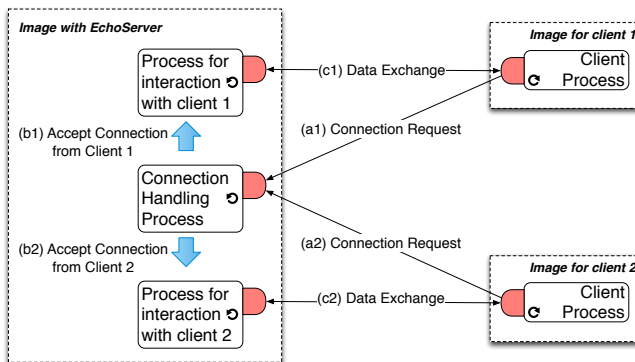 Image with EchoServer
Process for
interaction
with client 1
(b1) Accept Connection
from Client 1
Connection
Handling
Process
(b2) Accept Connection
from Client 2
Process for
interaction
with client 2
(c1) Data Exchange
(a1) Connection Request
(a2) Connection Request
(c2) Data Exchange
Image for client 1
Client
Process
Image for client 2
Client
Process